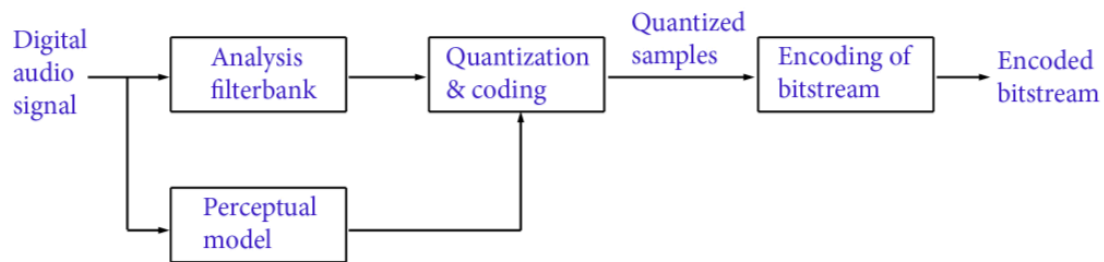 Digital
audio
signal
Analysis
filterbank
Quantization
& coding
Quantized
samples
Encoding of
bitstream
Encoded
bitstream
Perceptual
model